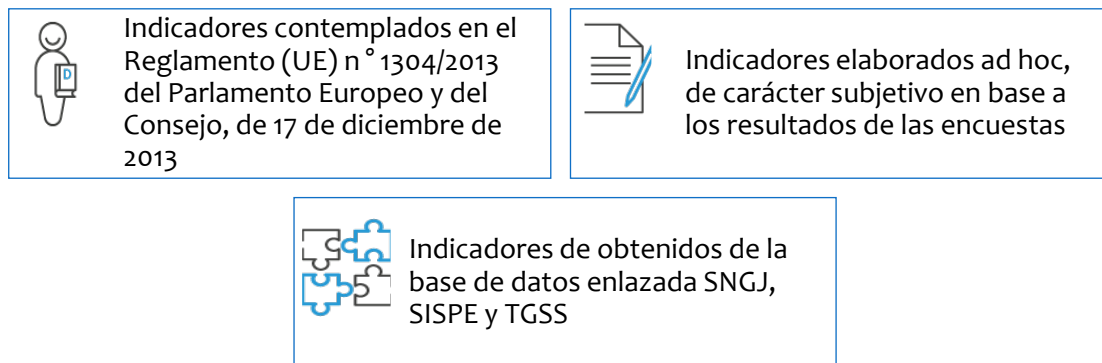 Indicadores contemplados en el
Reglamento (UE) n° 1304/2013
del Parlamento Europeo y del
Consejo, de 17 de diciembre de
2013
D
Indicadores elaborados ad hoc,
de carácter subjetivo en base a
los resultados de las encuestas
Indicadores de obtenidos de la
base de datos enlazada SNGJ,
SISPE y TGSS